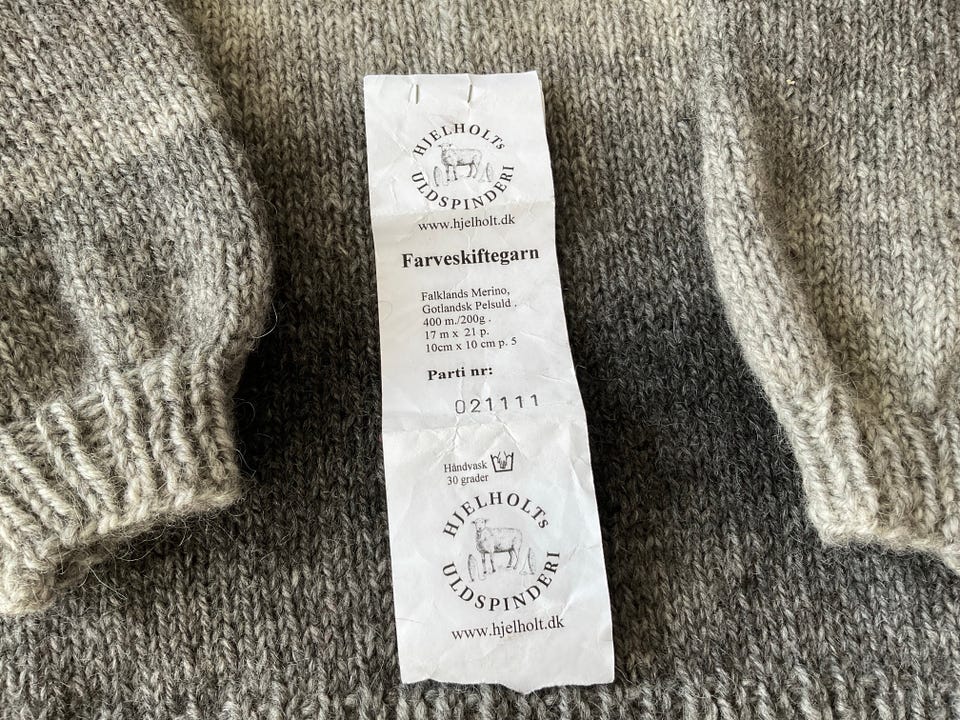 HJELHOLTs
ULDSPINDERI
www.hjelholt.dk
Farveskiftegarn
Falklands Merino,
Gotlandsk Pelsuld .
400 m./200g .
17 m x 21 p.
10cm x 10 cm p. 5
Parti nr:
021111
Håndvask
30 grader
HJELHOLTs
ULDSPINDERI
www.hjelholt.dk